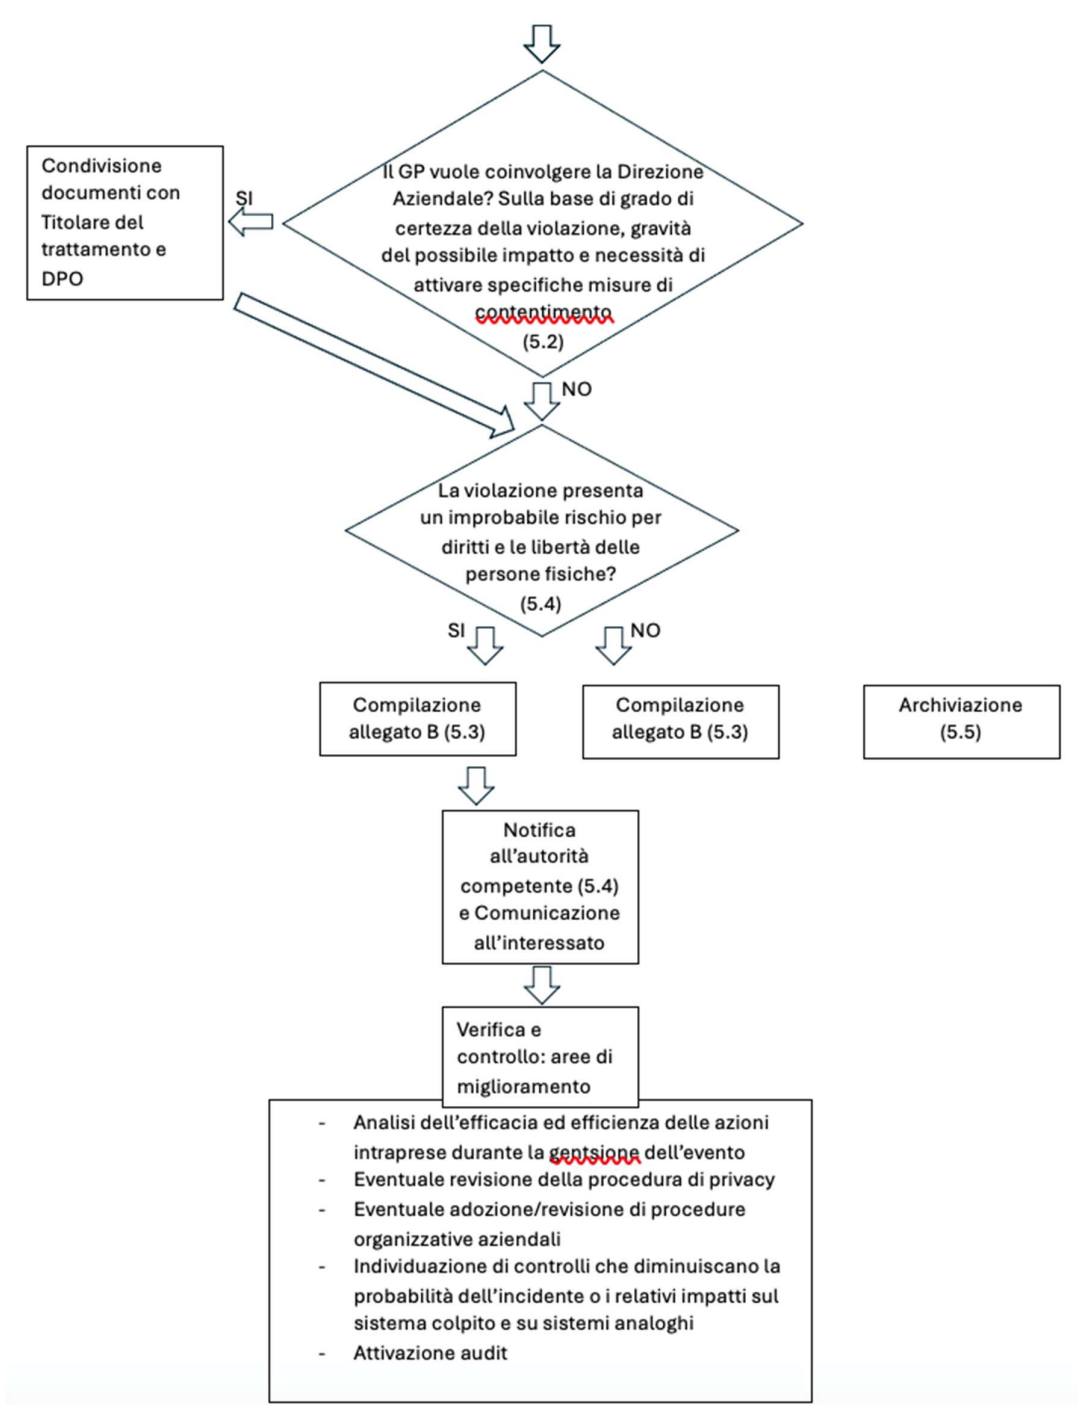 Il GP vuole coinvolgere la Direzione
Aziendale? Sulla base di grado di
certezza della violazione, gravità
del possibile impatto e necessità di
attivare specifiche misure di
contentimento
(5.2)
SI
Condivisione
documenti con
Titolare del
trattamento e
DPO
NO
La violazione presenta
un improbabile rischio per
diritti e le libertà delle
persone fisiche?
(5.4)
SI
NO
Compilazione
allegato B (5.3)
Compilazione
allegato B (5.3)
Archiviazione
(5.5)
Notifica
all'autorità
competente (5.4)
e Comunicazione
all'interessato
Verifica e
controllo: aree di
miglioramento
- Analisi dell'efficacia ed efficienza delle azioni
intraprese durante la gentsione dell'evento
- Eventuale revisione della procedura di privacy
- Eventuale adozione/revisione di procedure
organizzative aziendali
- Individuazione di controlli che diminuiscano la
probabilità dell'incidente o i relativi impatti sul
sistema colpito e su sistemi analoghi
- Attivazione audit